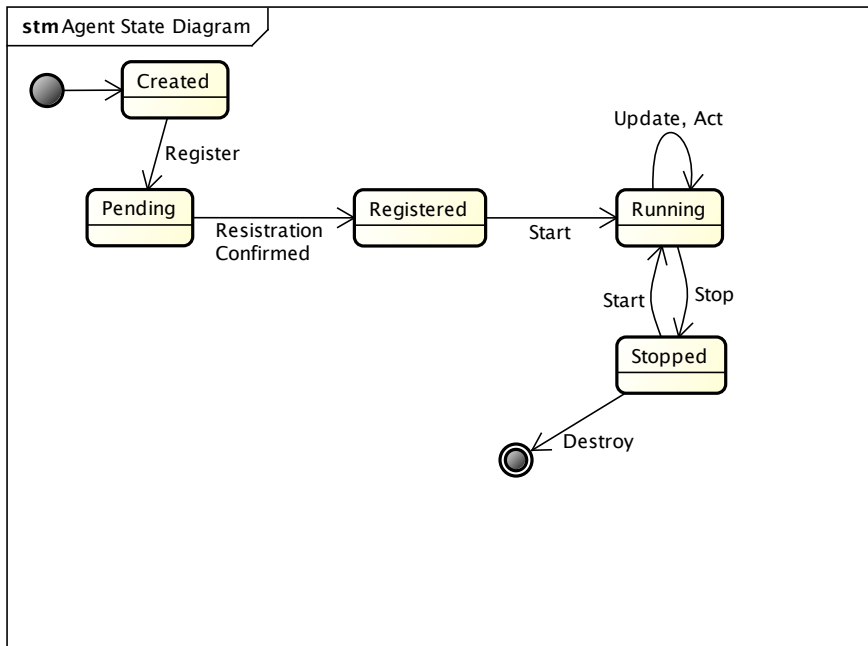 stm Agent State Diagram
Created
Register
Pending
Resistration
Confirmed
Registered
Start
Update, Act
Running
Start
Stop
Stopped
Destroy